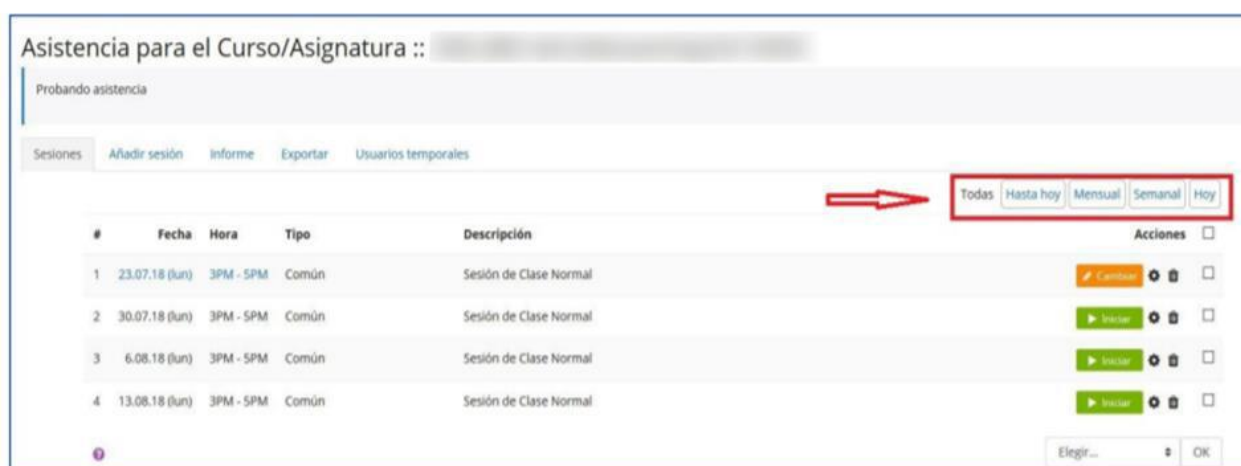 Asistencia para el Curso/Asignatura ::
Probando asistencia
Sesiones Añadir sesión Informe Exportar Usuarios temporales
Todas Hasta hoy Mensual Semanal Hoy
# Fecha Hora Tipo Descripción Acciones
1 23.07.18 (lun) 3PM - 5PM Común Sesión de Clase Normal Cambiar
2 30.07.18 (lun) 3PM - 5PM Común Sesión de Clase Normal Iniciar
3 6.08.18 (lun) 3PM - 5PM Común Sesión de Clase Normal Iniciar
4 13.08.18 (lun) 3PM - 5PM Común Sesión de Clase Normal Iniciar
? Elegir... OK